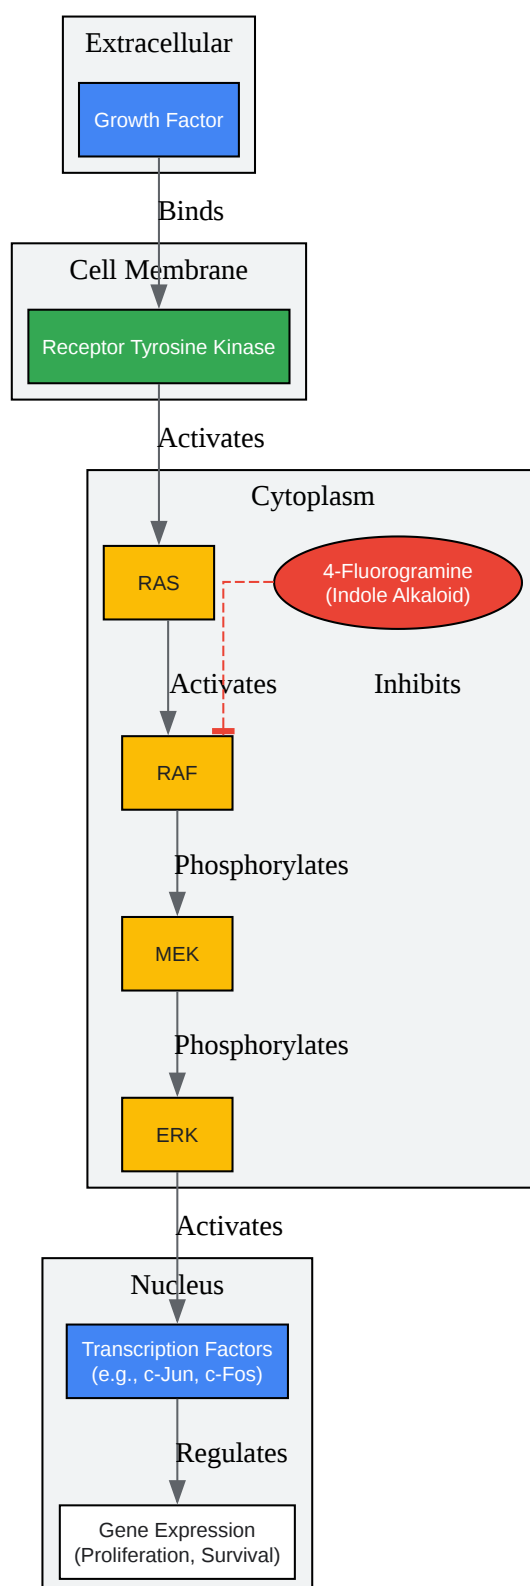 Extracellular
Growth Factor
Binds
Cell Membrane
Receptor Tyrosine Kinase
Activates
Cytoplasm
RAS
4-Fluorogramine
(Indole Alkaloid)
Activates
Inhibits
RAF
Phosphorylates
MEK
Phosphorylates
ERK
Activates
Nucleus
Transcription Factors
(e.g., c-Jun, c-Fos)
Regulates
Gene Expression
(Proliferation, Survival)